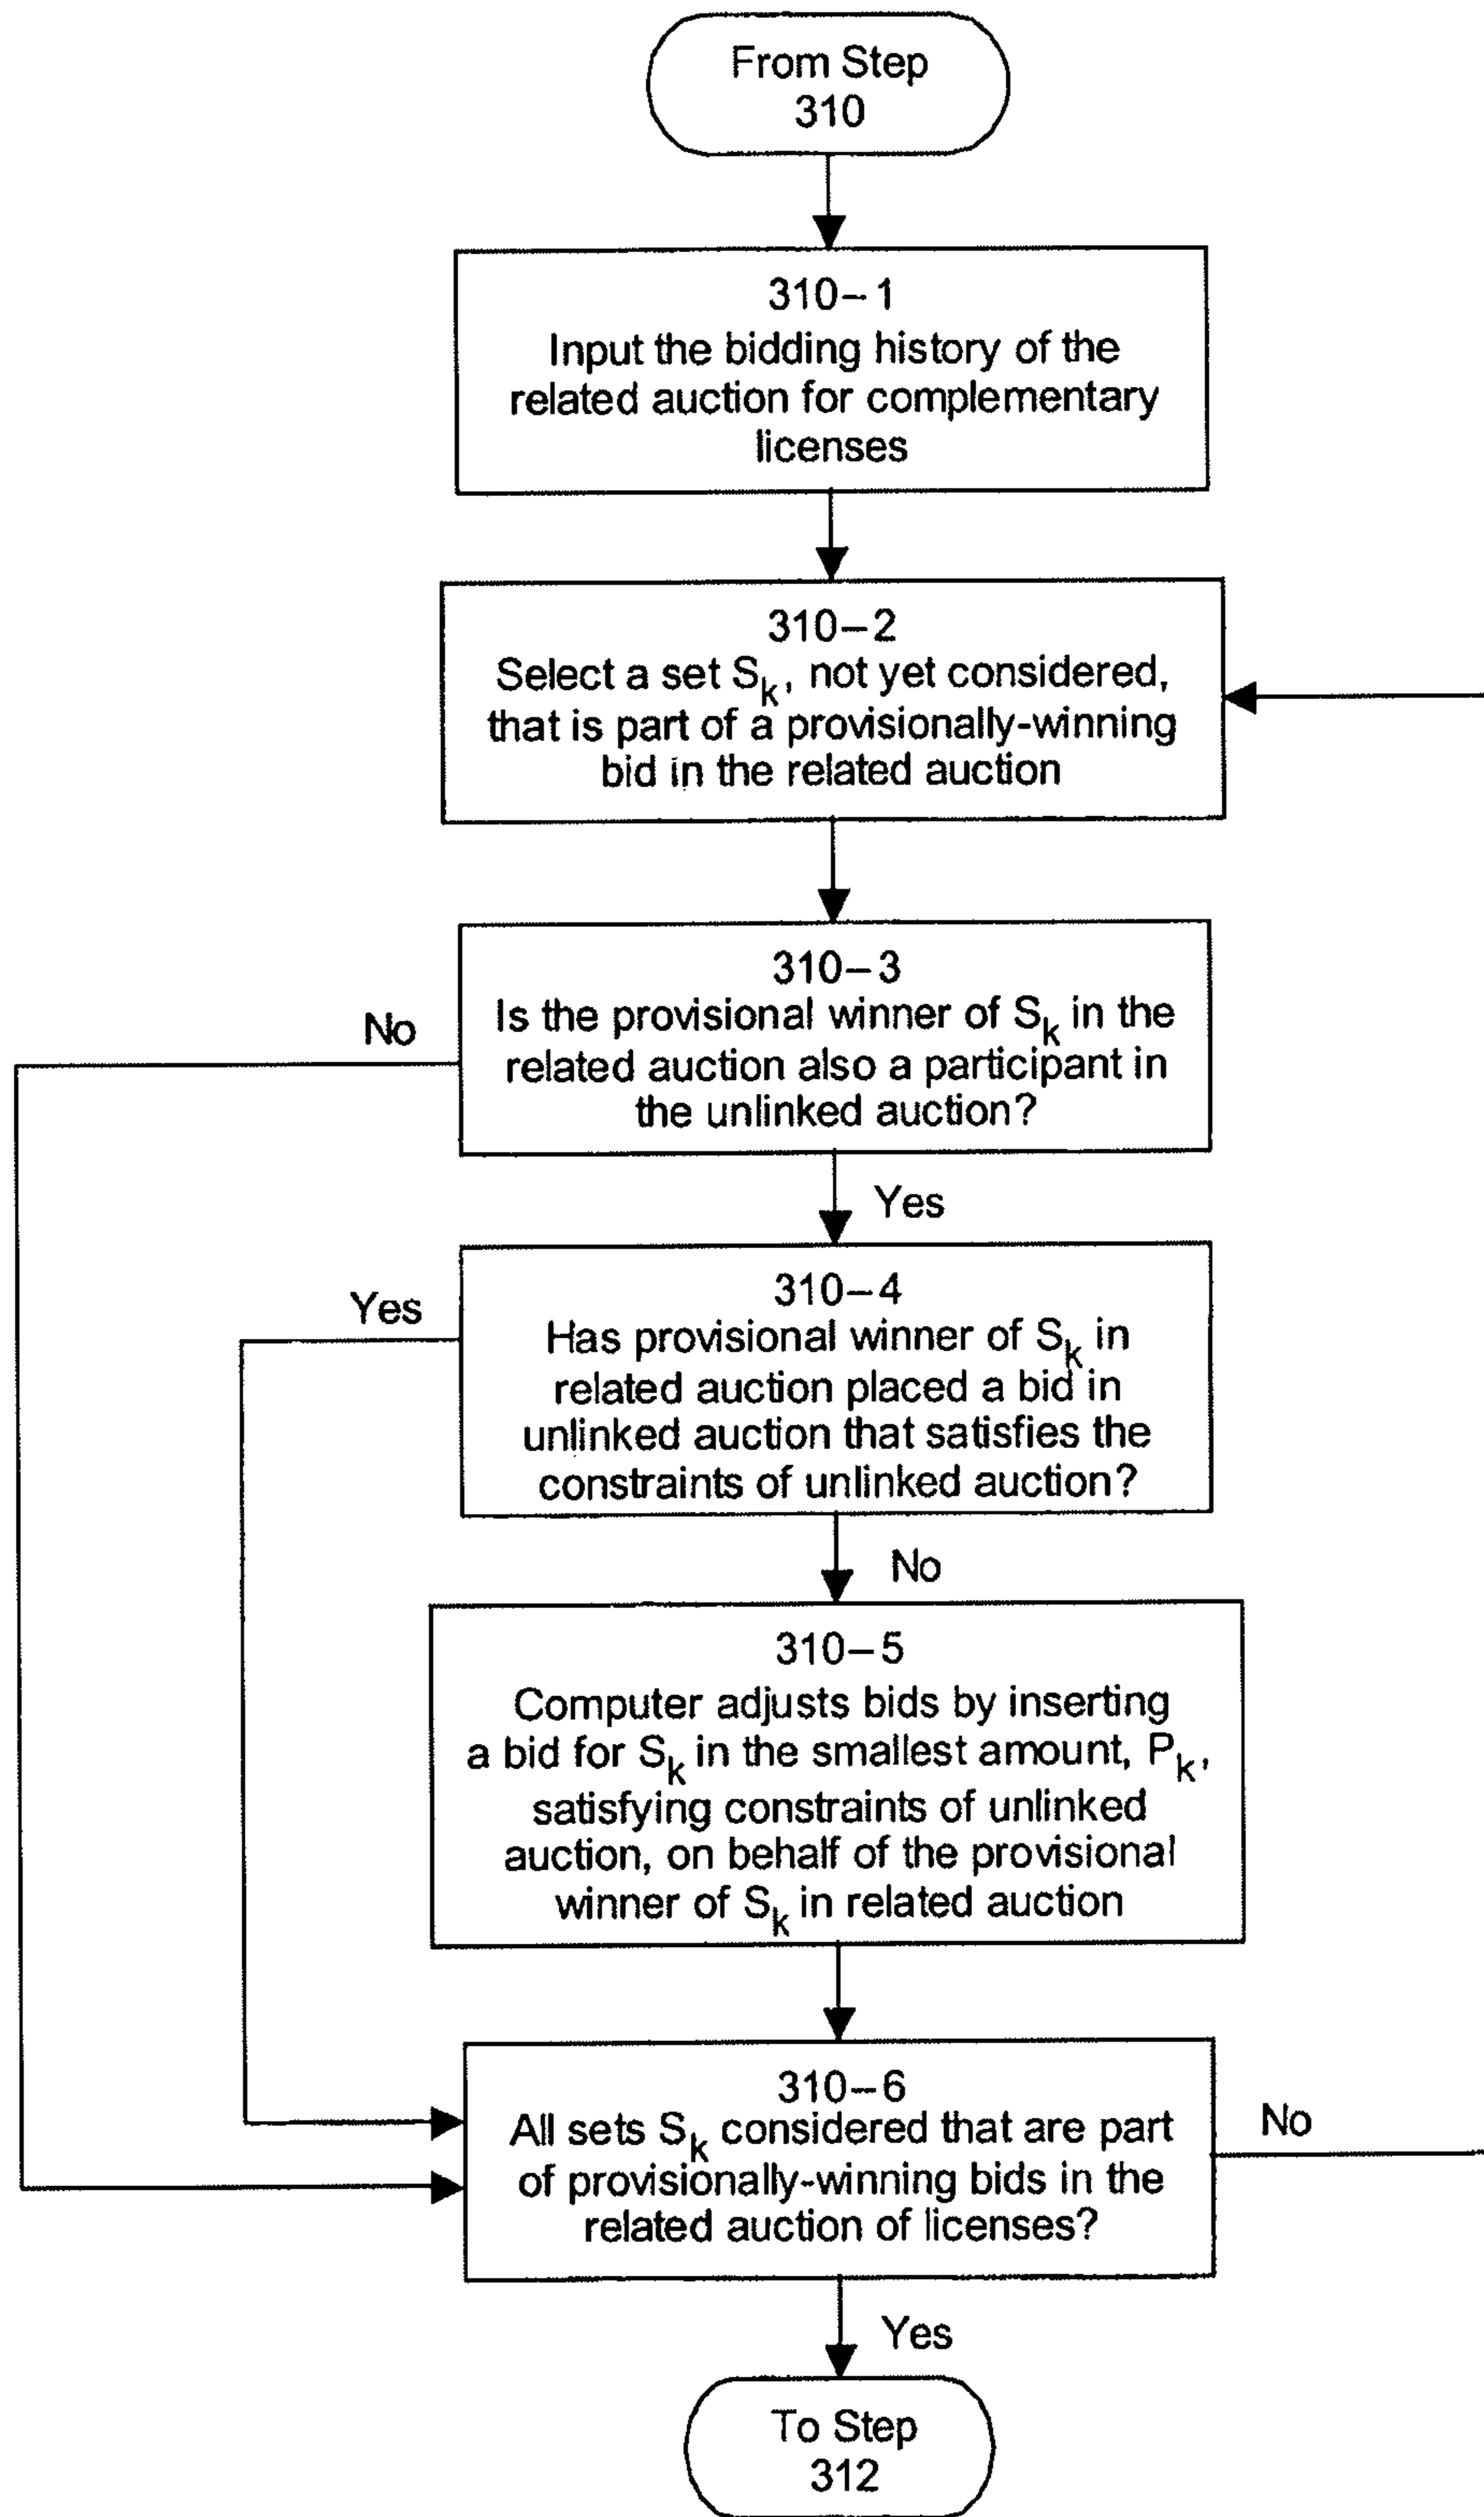 From Step
310
310–1
Input the bidding history of the
related auction for complementary
licenses
310–2
Select a set Sk, not yet considered,
that is part of a provisionally-winning
bid in the related auction
310–3
Is the provisional winner of Sk in the
related auction also a participant in
the unlinked auction?
No
Yes
310–4
Has provisional winner of Sk in
related auction placed a bid in
unlinked auction that satisfies the
constraints of unlinked auction?
Yes
No
310–5
Computer adjusts bids by inserting
a bid for Sk in the smallest amount, Pk,
satisfying constraints of unlinked
auction, on behalf of the provisional
winner of Sk in related auction
310–6
All sets Sk considered that are part
of provisionally-winning bids in the
related auction of licenses?
No
Yes
To Step
312